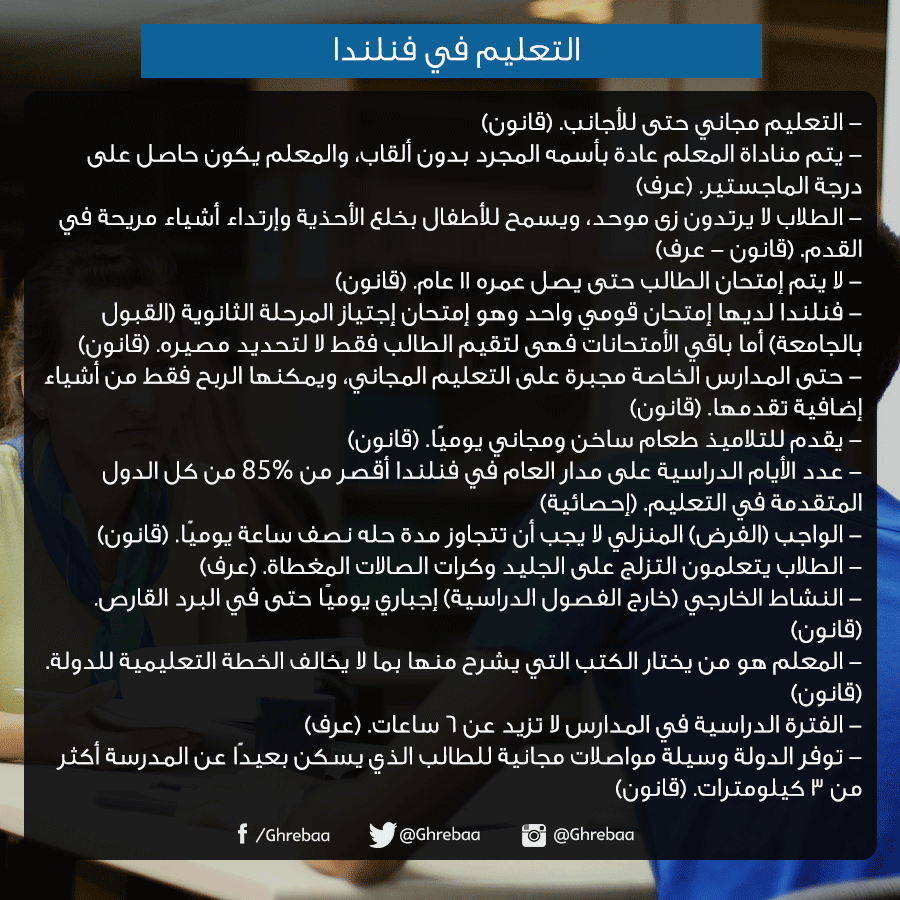 التعليم في فنلندا
– التعليم مجاني حتى للأجانب. (قانون)
– يتم مناداة المعلم عادة بأسمه المجرد بدون ألقاب، والمعلم يكون حاصل على
درجة الماجستير. (عرف)
– الطلاب لا يرتدون زى موحد، ويسمح للأطفال بخلع الأحذية وإرتداء أشياء مريحة في
القدم. (قانون – عرف)
– لا يتم إمتحان الطالب حتى يصل عمره ١١ عام. (قانون)
– فنلندا لديها إمتحان قومي واحد وهو إمتحان إجتياز المرحلة الثانوية (القبول
بالجامعة) أما باقي الأمتحانات فهى لتقيم الطالب فقط لا لتحديد مصيره. (قانون)
– حتى المدارس الخاصة مجبرة على التعليم المجاني، ويمكنها الربح فقط من أشياء
إضافية تقدمها. (قانون)
– يقدم للتلاميذ طعام ساخن ومجاني يوميًا. (قانون)
– عدد الأيام الدراسية على مدار العام في فنلندا أقصر من 85% من كل الدول
المتقدمة في التعليم. (إحصائية)
– الواجب (الفرض) المنزلي لا يجب أن تتجاوز مدة حله نصف ساعة يوميًا. (قانون)
– الطلاب يتعلمون التزلج على الجليد وكرات الصالات المغطاة. (عرف)
– النشاط الخارجي (خارج الفصول الدراسية) إجباري يوميًا حتى في البرد القارص.
(قانون)
– المعلم هو من يختار الكتب التي يشرح منها بما لا يخالف الخطة التعليمية للدولة.
(قانون)
– الفترة الدراسية في المدارس لا تزيد عن ٦ ساعات. (عرف)
– توفر الدولة وسيلة مواصلات مجانية للطالب الذي يسكن بعيدًا عن المدرسة أكثر
من ٣ كيلومترات. (قانون)
/Ghrebaa @Ghrebaa @Ghrebaa